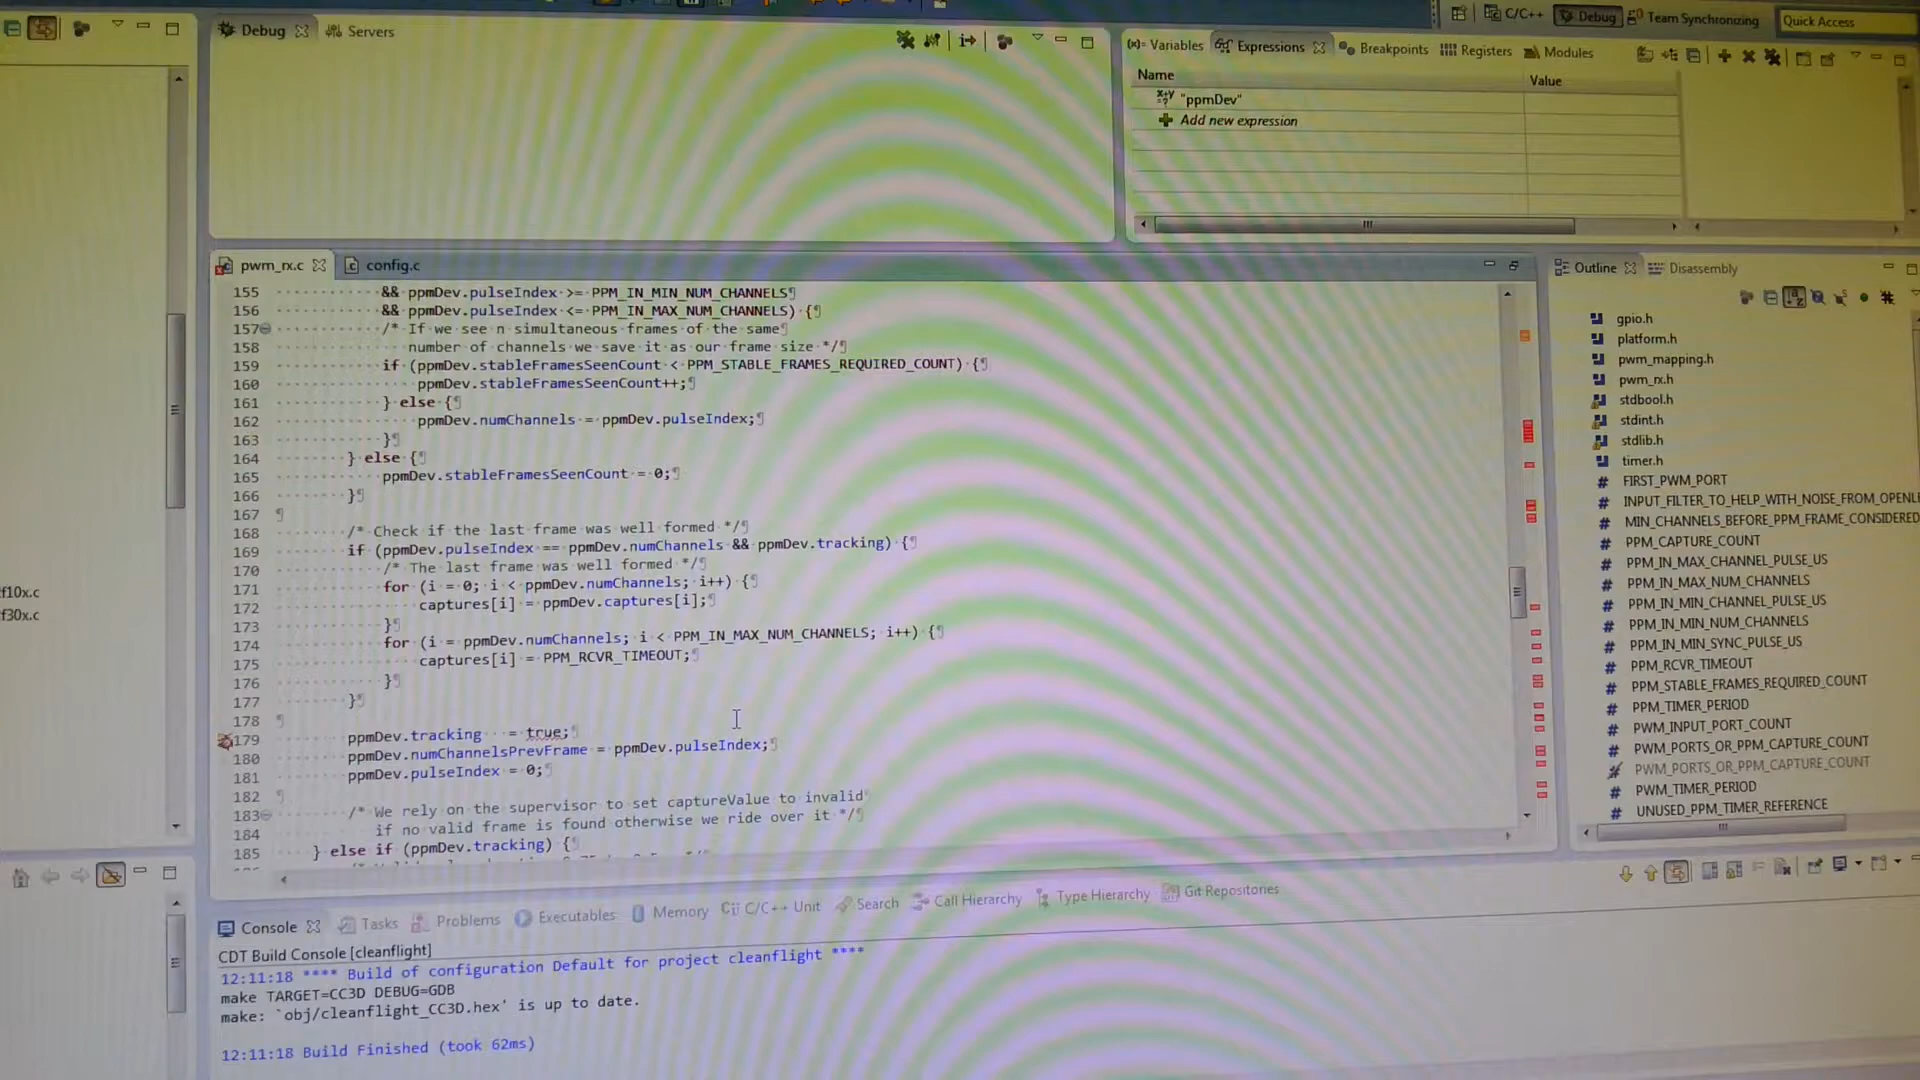 C/C++ Debug Team Synchronizing Quick Access
Debug Servers
(x)= Variables Expressions Breakpoints Registers Modules
Name Value
"ppmDev"
Add new expression
pwm_rx.c config.c
155 && ppmDev.pulseIndex >= PPM_IN_MIN_NUM_CHANNELS
156 && ppmDev.pulseIndex <= PPM_IN_MAX_NUM_CHANNELS) {
157 /* If we see n simultaneous frames of the same
158 number of channels we save it as our frame size */
159 if (ppmDev.stableFramesSeenCount < PPM_STABLE_FRAMES_REQUIRED_COUNT) {
160 ppmDev.stableFramesSeenCount++;
161 } else {
162 ppmDev.numChannels = ppmDev.pulseIndex;
163 }
164 } else {
165 ppmDev.stableFramesSeenCount = 0;
166 }
167
168 /* Check if the last frame was well formed */
169 if (ppmDev.pulseIndex == ppmDev.numChannels && ppmDev.tracking) {
170 /* The last frame was well formed */
171 for (i = 0; i < ppmDev.numChannels; i++) {
172 captures[i] = ppmDev.captures[i];
173 }
174 for (i = ppmDev.numChannels; i < PPM_IN_MAX_NUM_CHANNELS; i++) {
175 captures[i] = PPM_RCVR_TIMEOUT;
176 }
177 }
178
179 ppmDev.tracking = true;
180 ppmDev.numChannelsPrevFrame = ppmDev.pulseIndex;
181 ppmDev.pulseIndex = 0;
182
183 /* We rely on the supervisor to set captureValue to invalid
184 if no valid frame is found otherwise we ride over it */
185 } else if (ppmDev.tracking) {
f10x.c
f30x.c
Outline Disassembly
gpio.h
platform.h
pwm_mapping.h
pwm_rx.h
stdbool.h
stdint.h
stdlib.h
timer.h
# FIRST_PWM_PORT
# INPUT_FILTER_TO_HELP_WITH_NOISE_FROM_OPENL
# MIN_CHANNELS_BEFORE_PPM_FRAME_CONSIDERED
# PPM_CAPTURE_COUNT
# PPM_IN_MAX_CHANNEL_PULSE_US
# PPM_IN_MAX_NUM_CHANNELS
# PPM_IN_MIN_CHANNEL_PULSE_US
# PPM_IN_MIN_NUM_CHANNELS
# PPM_IN_MIN_SYNC_PULSE_US
# PPM_RCVR_TIMEOUT
# PPM_STABLE_FRAMES_REQUIRED_COUNT
# PPM_TIMER_PERIOD
# PWM_INPUT_PORT_COUNT
# PWM_PORTS_OR_PPM_CAPTURE_COUNT
# PWM_PORTS_OR_PPM_CAPTURE_COUNT
# PWM_TIMER_PERIOD
# UNUSED_PPM_TIMER_REFERENCE
Console Tasks Problems Executables Memory C/C++ Unit Search Call Hierarchy Type Hierarchy Git Repositories
CDT Build Console [cleanflight]
12:11:18 **** Build of configuration Default for project cleanflight ****
make TARGET=CC3D DEBUG=GDB
make: `obj/cleanflight_CC3D.hex' is up to date.
12:11:18 Build Finished (took 62ms)